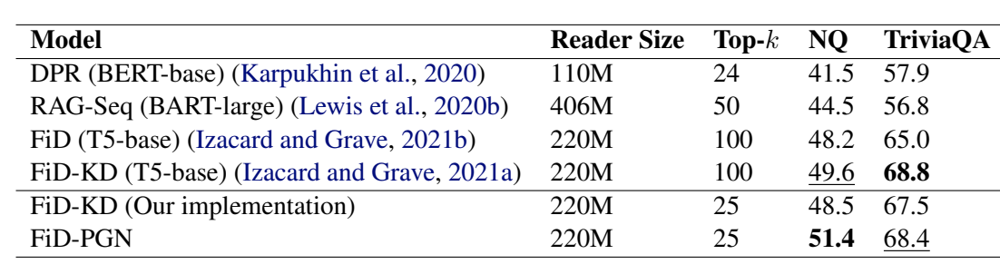 Model Reader Size Top-k NQ TriviaQA
DPR (BERT-base) (Karpukhin et al., 2020) 110M 24 41.5 57.9
RAG-Seq (BART-large) (Lewis et al., 2020b) 406M 50 44.5 56.8
FiD (T5-base) (Izacard and Grave, 2021b) 220M 100 48.2 65.0
FiD-KD (T5-base) (Izacard and Grave, 2021a) 220M 100 49.6 68.8
FiD-KD (Our implementation) 220M 25 48.5 67.5
FiD-PGN 220M 25 51.4 68.4